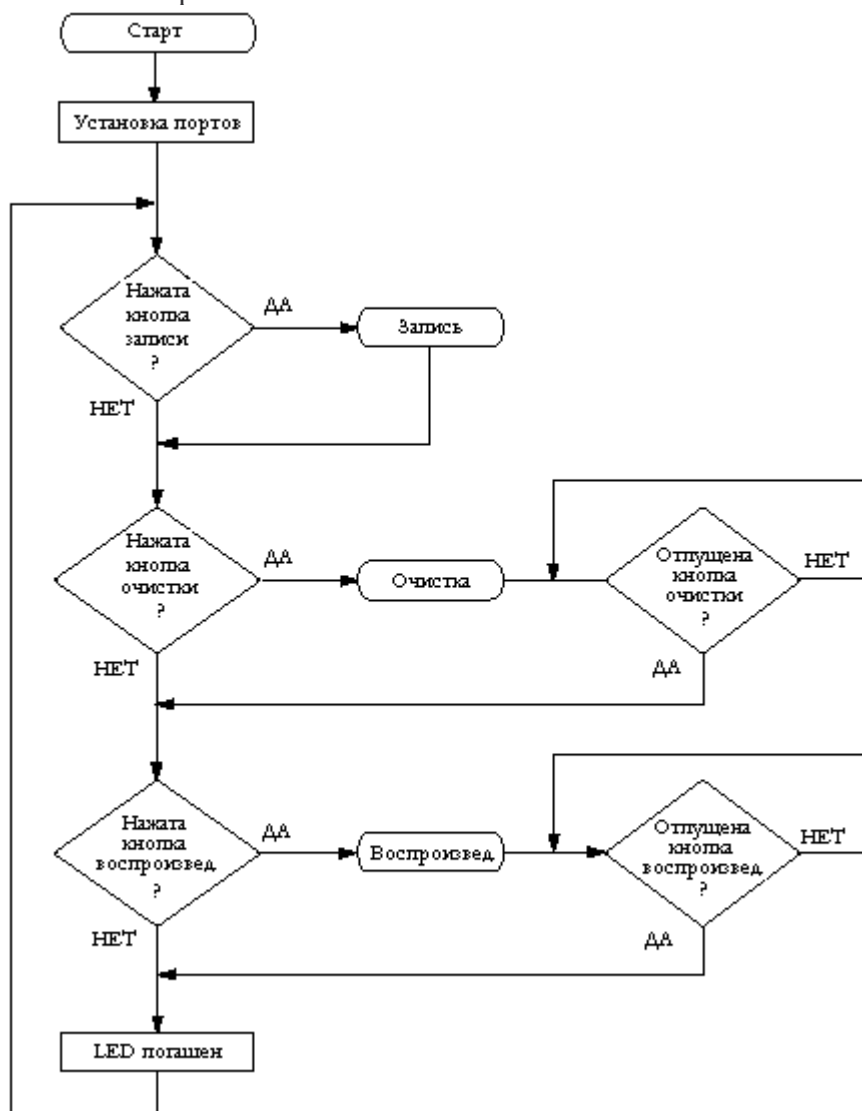 Старт
Установка портов
Нажата
кнопка
записи
?
ДА
Запись
НЕТ
Нажата
кнопка
очистки
?
ДА
Очистка
Отпущена
кнопка
очистки
?
НЕТ
НЕТ
ДА
Нажата
кнопка
воспроизвед.
?
ДА
Воспроизвед.
Отпущена
кнопка
воспроизвед.
?
НЕТ
НЕТ
ДА
LED погашен